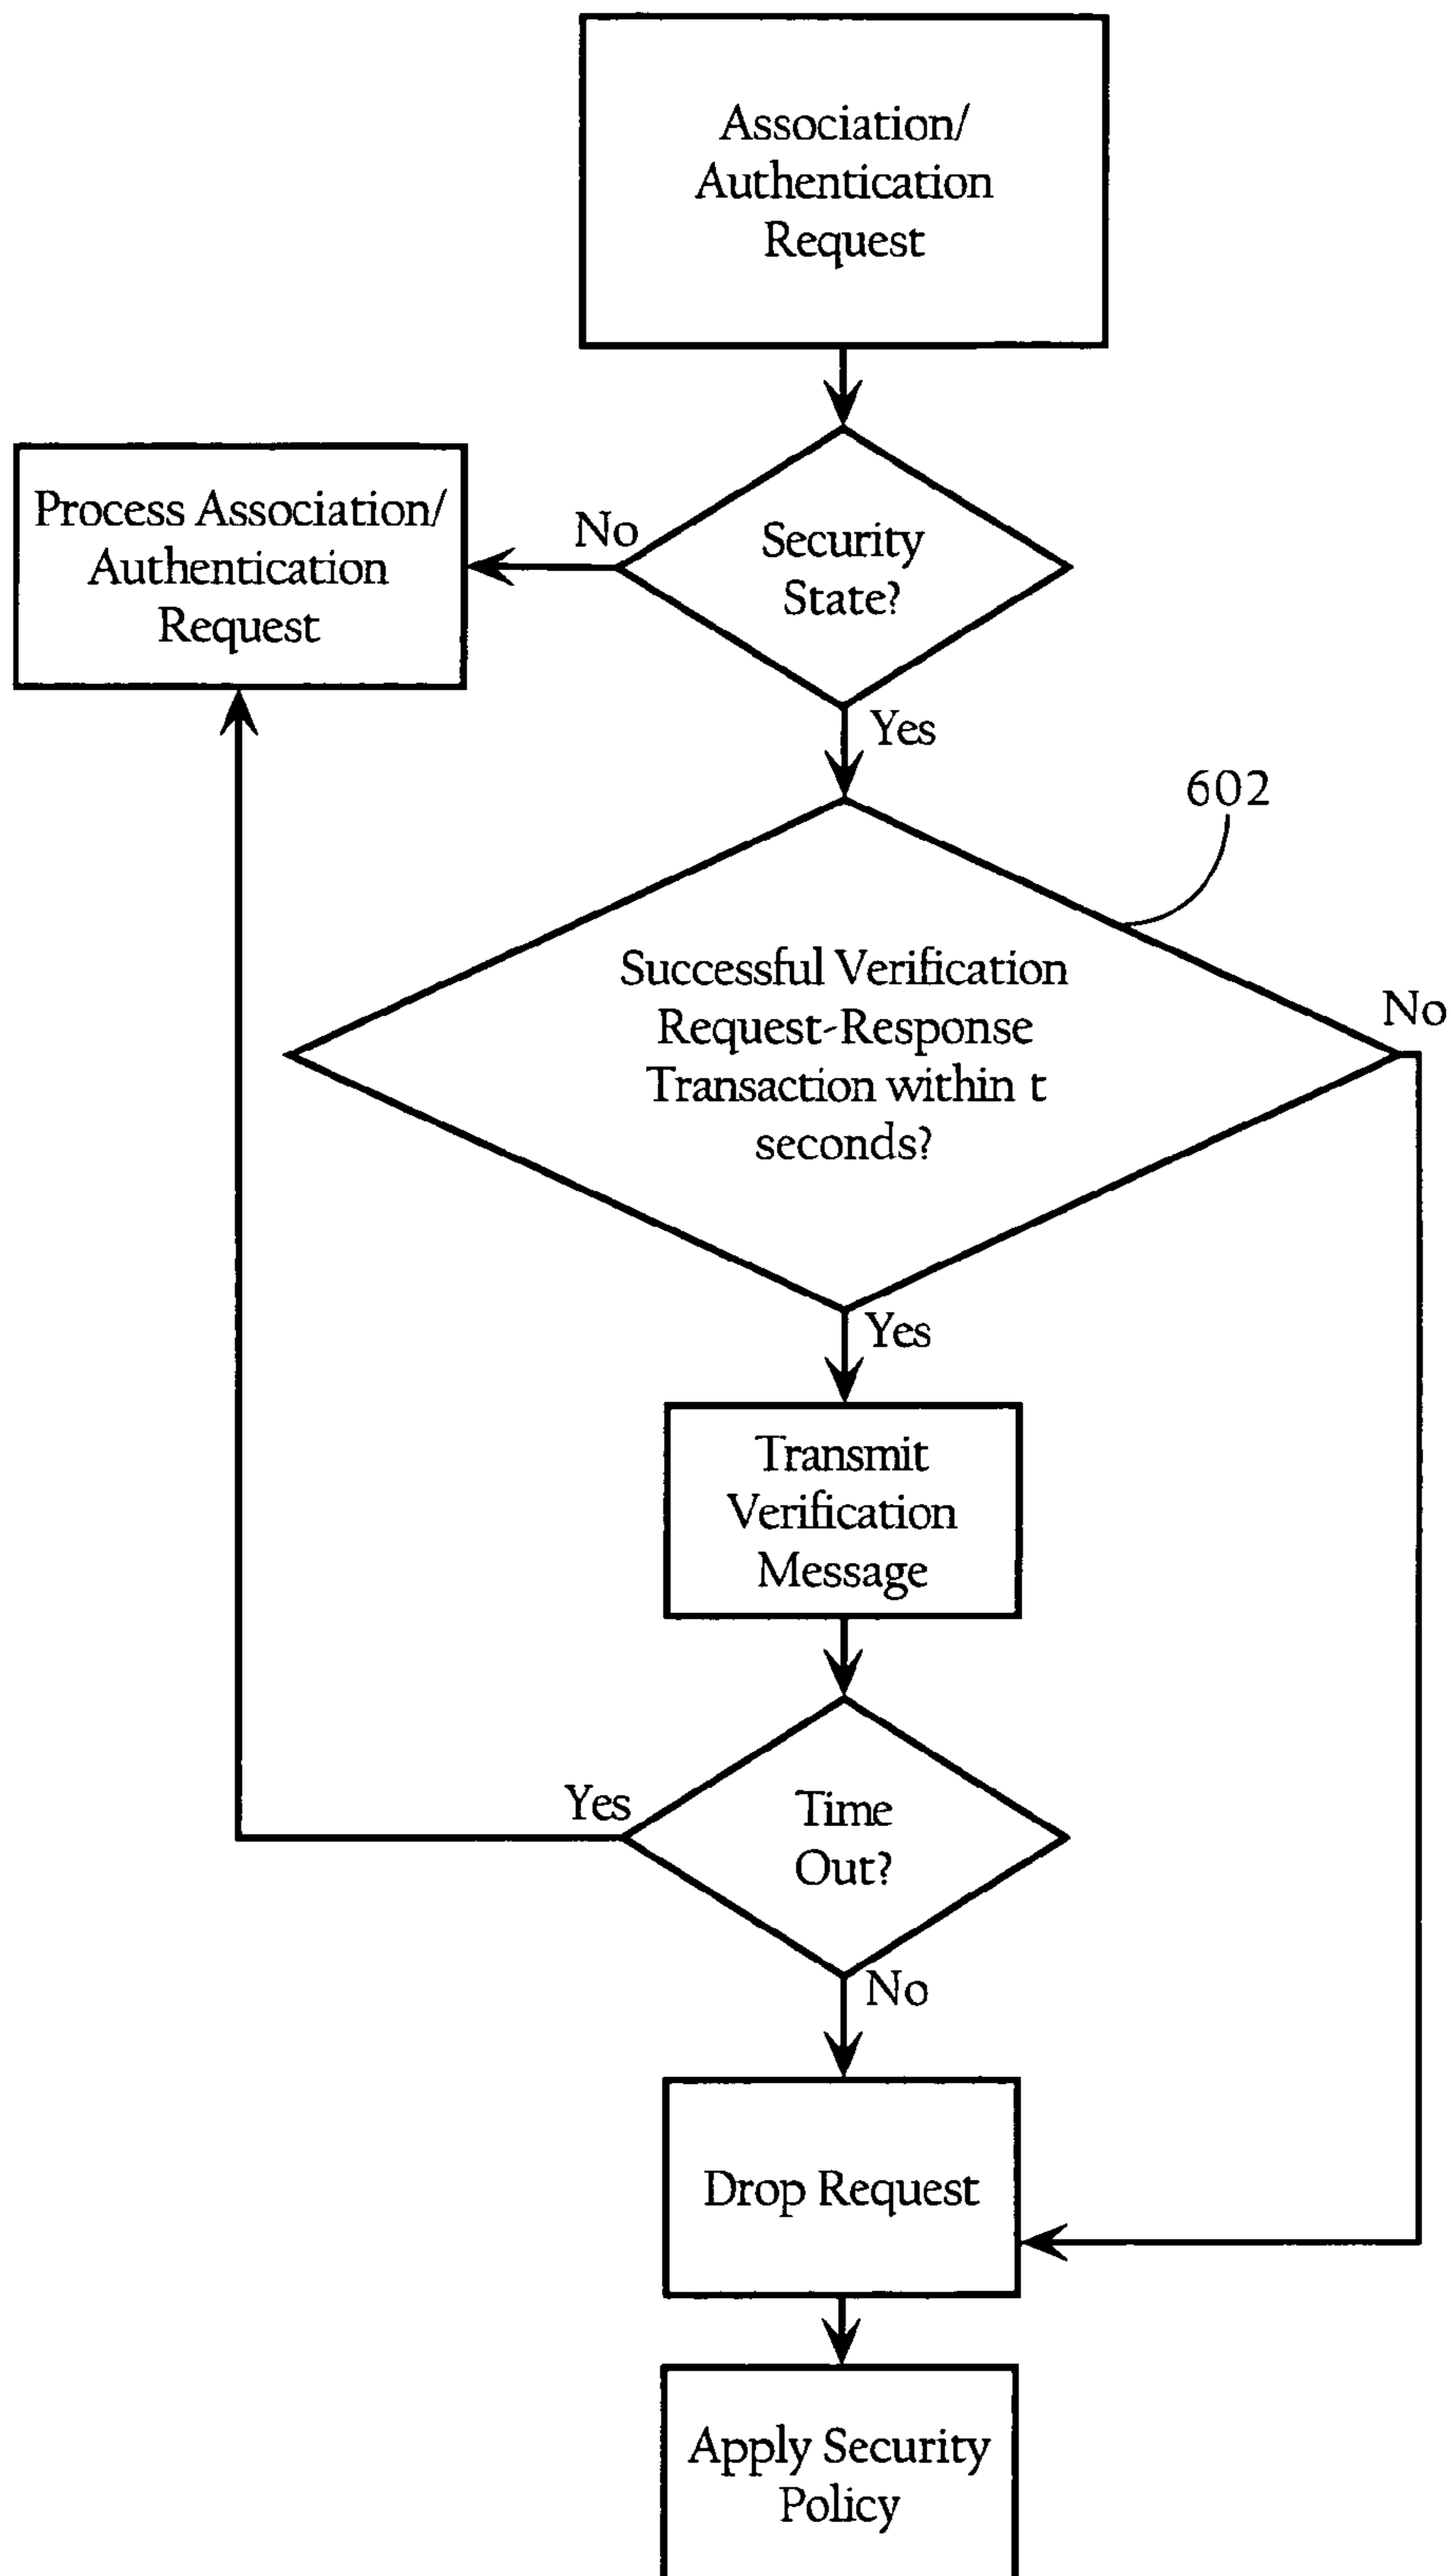 Association/
Authentication
Request
Process Association/
Authentication
Request
No
Security
State?
Yes
602
Successful Verification
Request-Response
Transaction within t
seconds?
No
Yes
Transmit
Verification
Message
Yes
Time
Out?
No
Drop Request
Apply Security
Policy